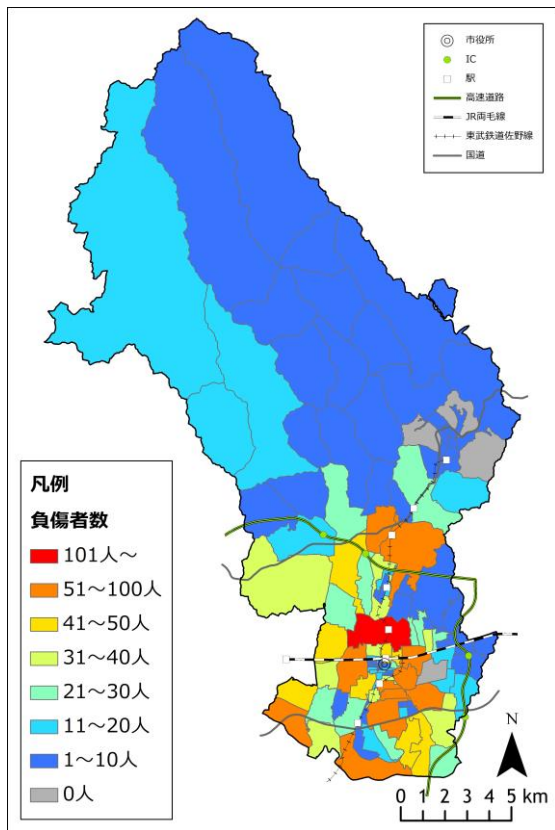 市役所
IC
駅
高速道路
JR両毛線
東武鉄道佐野線
国道
凡例
負傷者数
101人～
51～100人
41～50人
31～40人
21～30人
11～20人
1～10人
0人
N
0 1 2 3 4 5 km